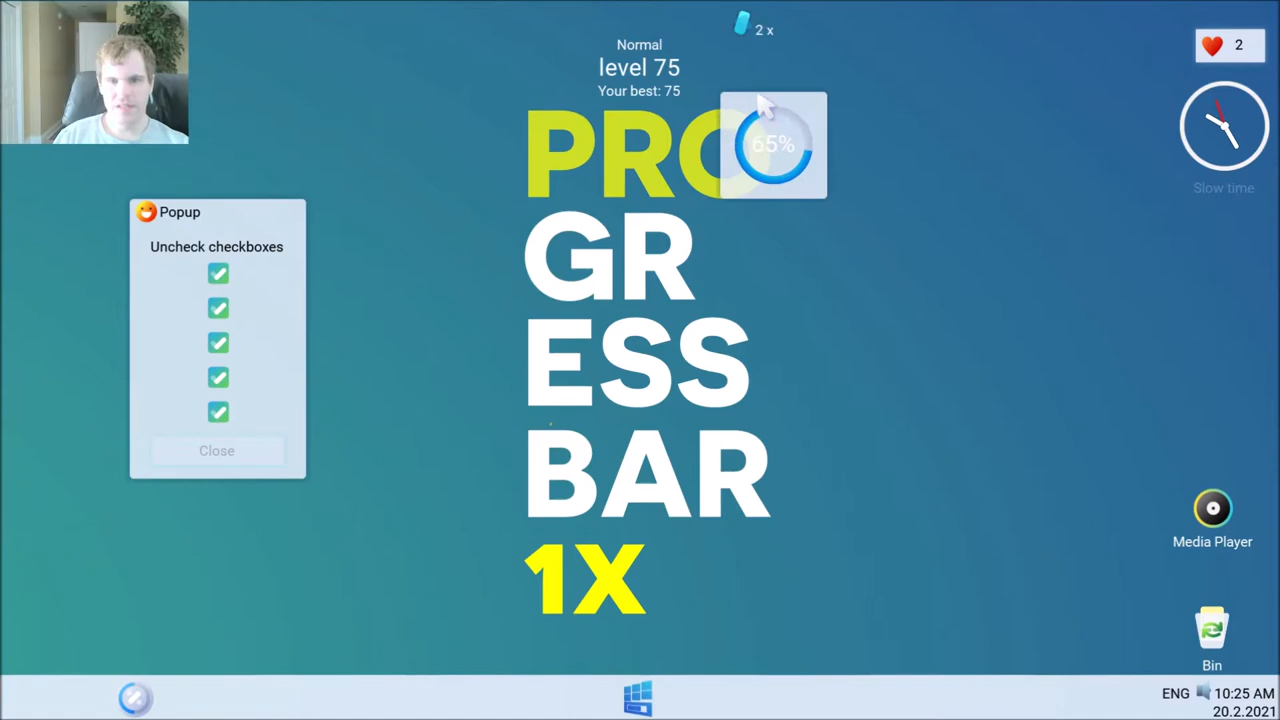 2 x
Normal
level 75
Your best: 75
2
PRO
65%
GR
ESS
BAR
1X
Slow time
Popup
Uncheck checkboxes
Close
Media Player
Bin
ENG 10:25 AM
20.2.2021